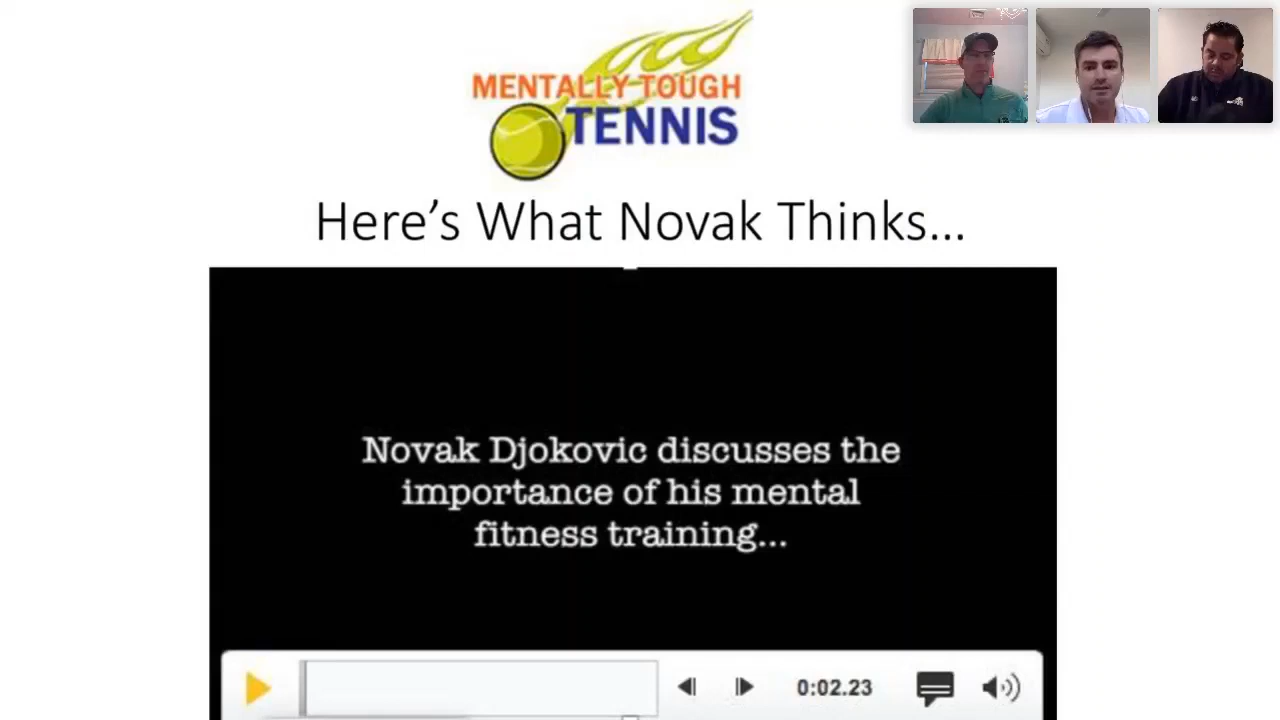 MENTALLY TOUGH
TENNIS
Here's What Novak Thinks...
Novak Djokovic discusses the
importance of his mental
fitness training...
0:02.23